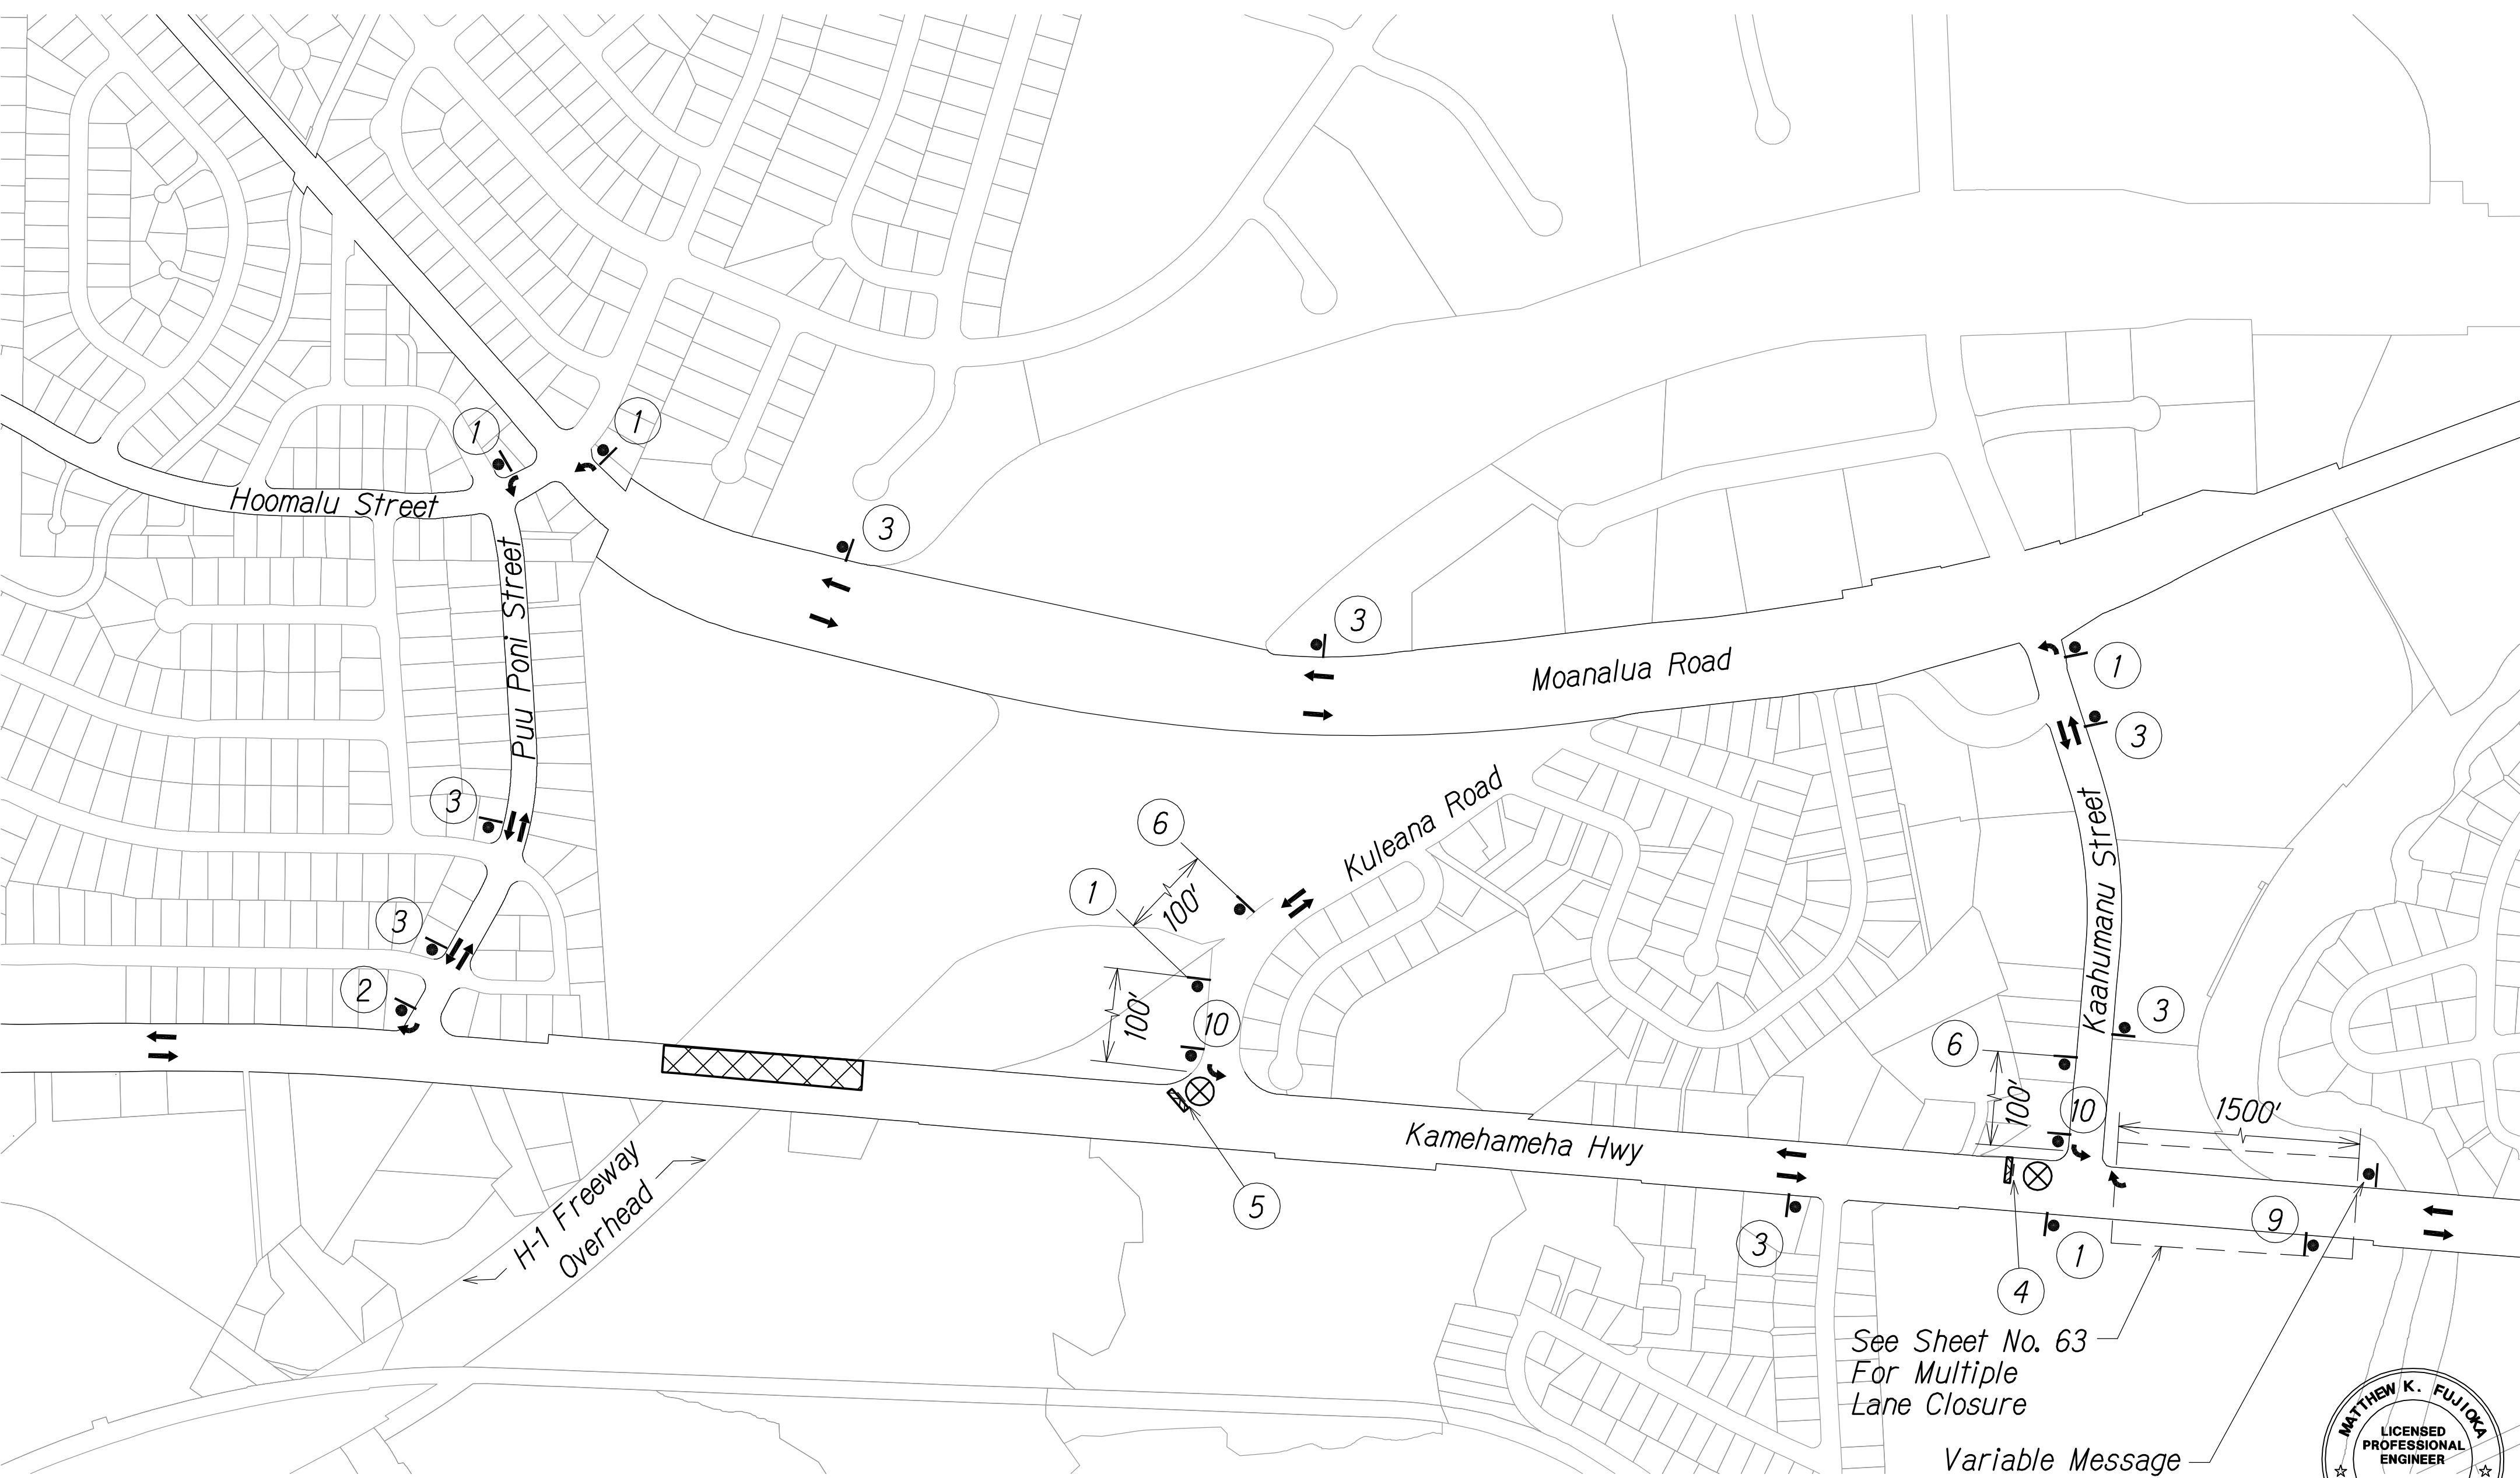 1
1
Hoomalu Street
3
3
Puu Poni Street
Moanalua Road
1
3
3
6
Kuleana Road
1
100'
Kaahumanu Street
3
2
100'
10
3
6
100'
10
1500'
Kamehameha Hwy
H-1 Freeway
Overhead
5
3
1
9
4
See Sheet No. 63
For Multiple
Lane Closure
Variable Message
MATTHEW K. FUJIOKA
LICENSED
PROFESSIONAL
ENGINEER